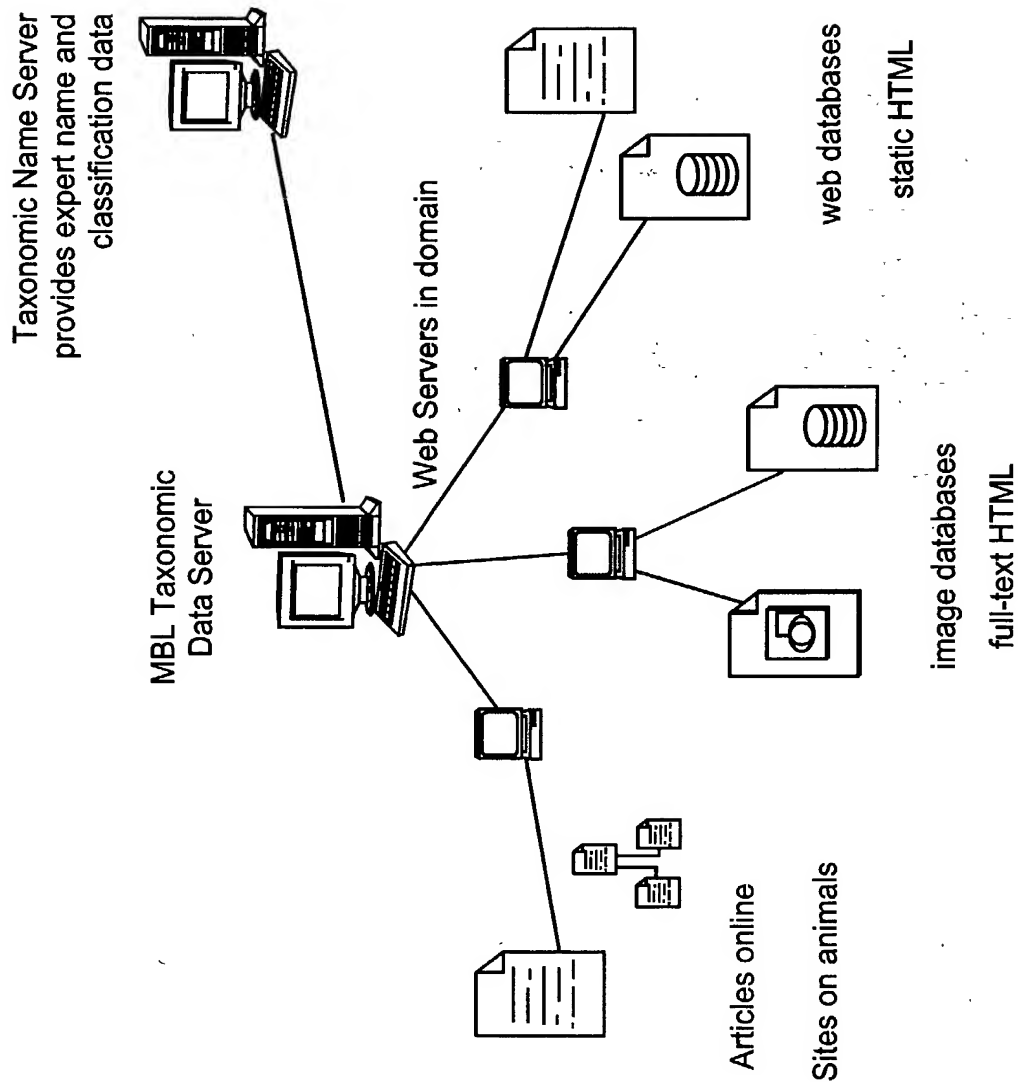 Taxonomic Name Server
provides expert name and
classification data
MBL Taxonomic
Data Server
Web Servers in domain
web databases
static HTML
image databases
full-text HTML
Articles online
Sites on animals